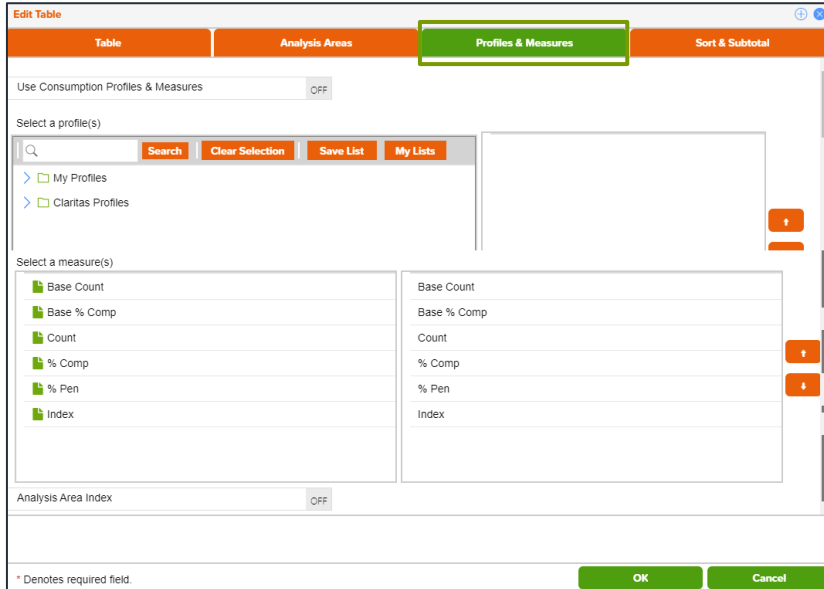 Edit Table
Table Analysis Areas Profiles & Measures Sort & Subtotal
Use Consumption Profiles & Measures OFF
Select a profile(s)
Search Clear Selection Save List My Lists
My Profiles
Claritas Profiles
Select a measure(s)
Base Count Base Count
Base % Comp Base % Comp
Count Count
% Comp % Comp
% Pen % Pen
Index Index
Analysis Area Index OFF
* Denotes required field. OK Cancel